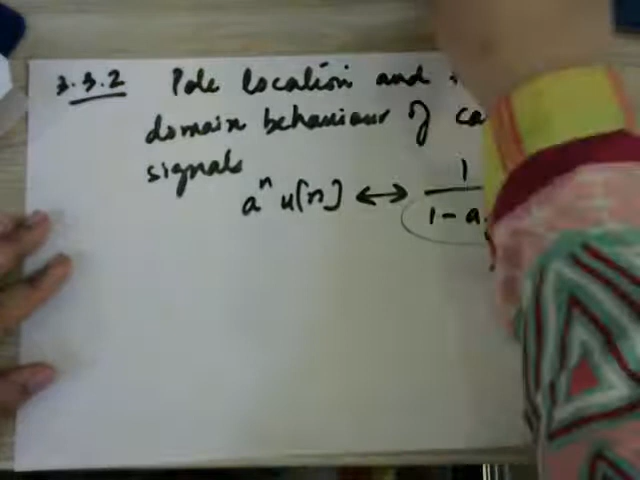 3.3.2 Pole location and
domain behaviour of
signals
a^n u[n] ↔ 1
1 - a